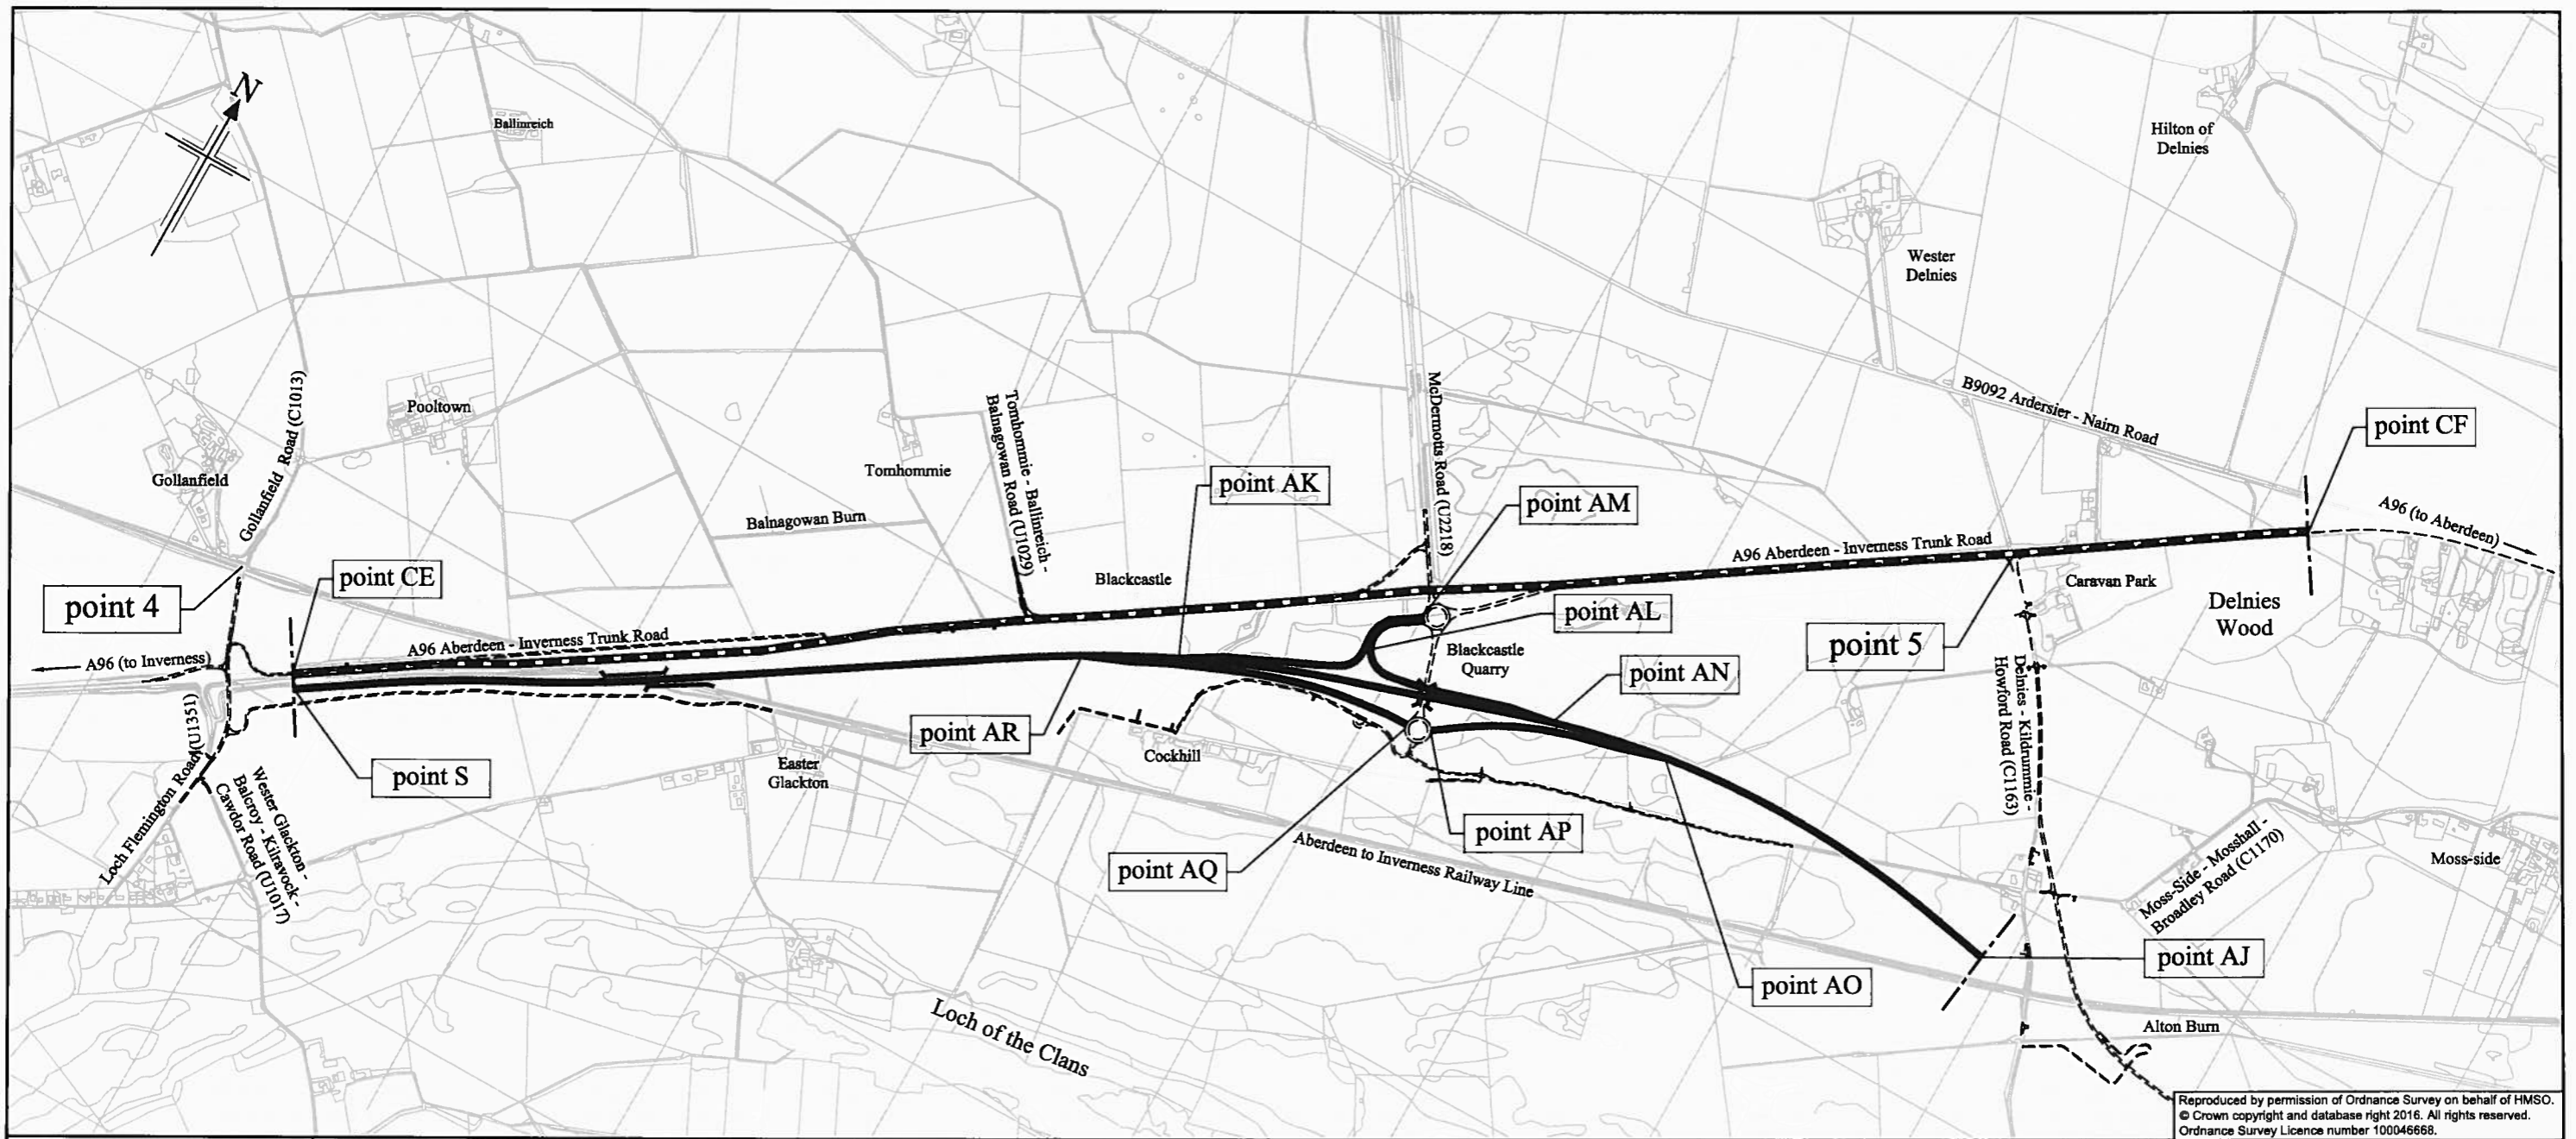 N
Ballinreich
Hilton of
Delnies
Wester
Delnies
Gollanfield Road (C1013)
Pooltown
Gollanfield
Tomhommie
Tomhommie - Ballinreich -
Balnagowan Road (U1029)
Balnagowan Burn
McDermotts Road (U2218)
B9092 Ardersier - Nairn Road
point CF
point AK
point AM
A96 (to Aberdeen)
A96 Aberdeen - Inverness Trunk Road
Blackcastle
Caravan Park
Delnies
Wood
point 4
point CE
point AL
point 5
A96 Aberdeen - Inverness Trunk Road
A96 (to Inverness)
Blackcastle
Quarry
point AN
Delnies - Kildrummie -
Howford Road (C1163)
(U1351)
Loch Flemington Road
Wester Glackton -
Balcroy - Kilravock -
Cawdor Road (U1017)
point S
point AR
Cockhill
Easter
Glackton
point AP
point AQ
Aberdeen to Inverness Railway Line
Moss-Side - Mosshall -
Broadley Road (C1170)
Moss-side
point AJ
point AO
Loch of the Clans
Alton Burn
Reproduced by permission of Ordnance Survey on behalf of HMSO.
© Crown copyright and database right 2016. All rights reserved.
Ordnance Survey Licence number 100046668.